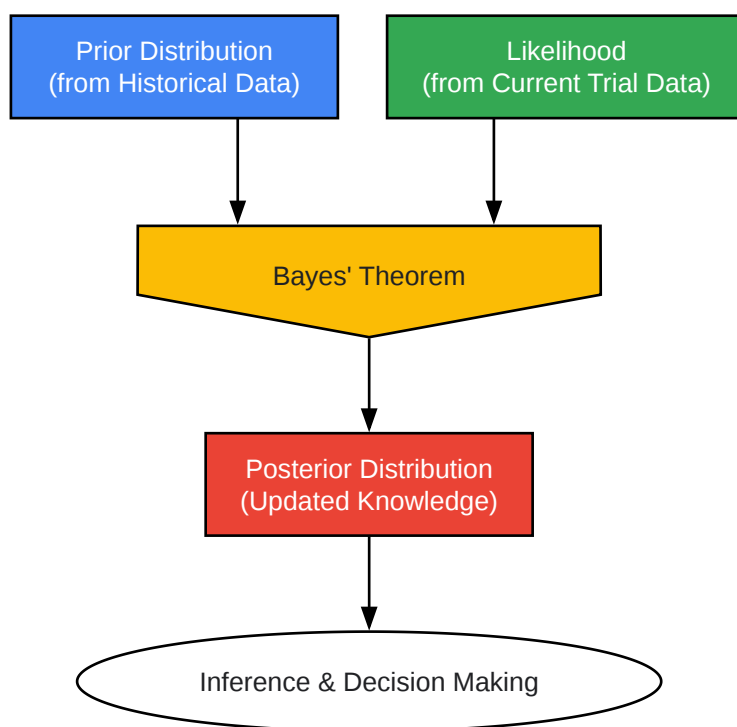 Prior Distribution
(from Historical Data)
Likelihood
(from Current Trial Data)
Bayes' Theorem
Posterior Distribution
(Updated Knowledge)
Inference & Decision Making